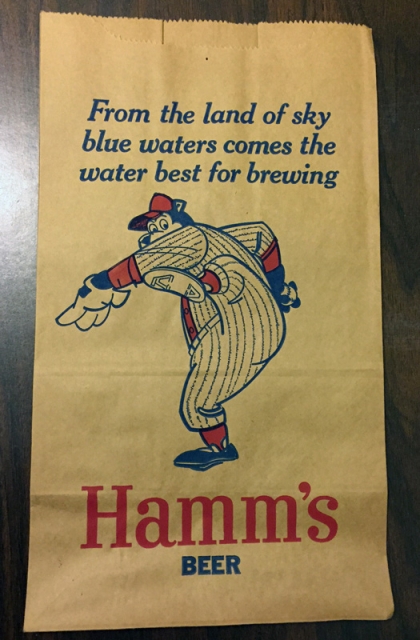 From the land of sky
blue waters comes the
water best for brewing
Hamm's
BEER